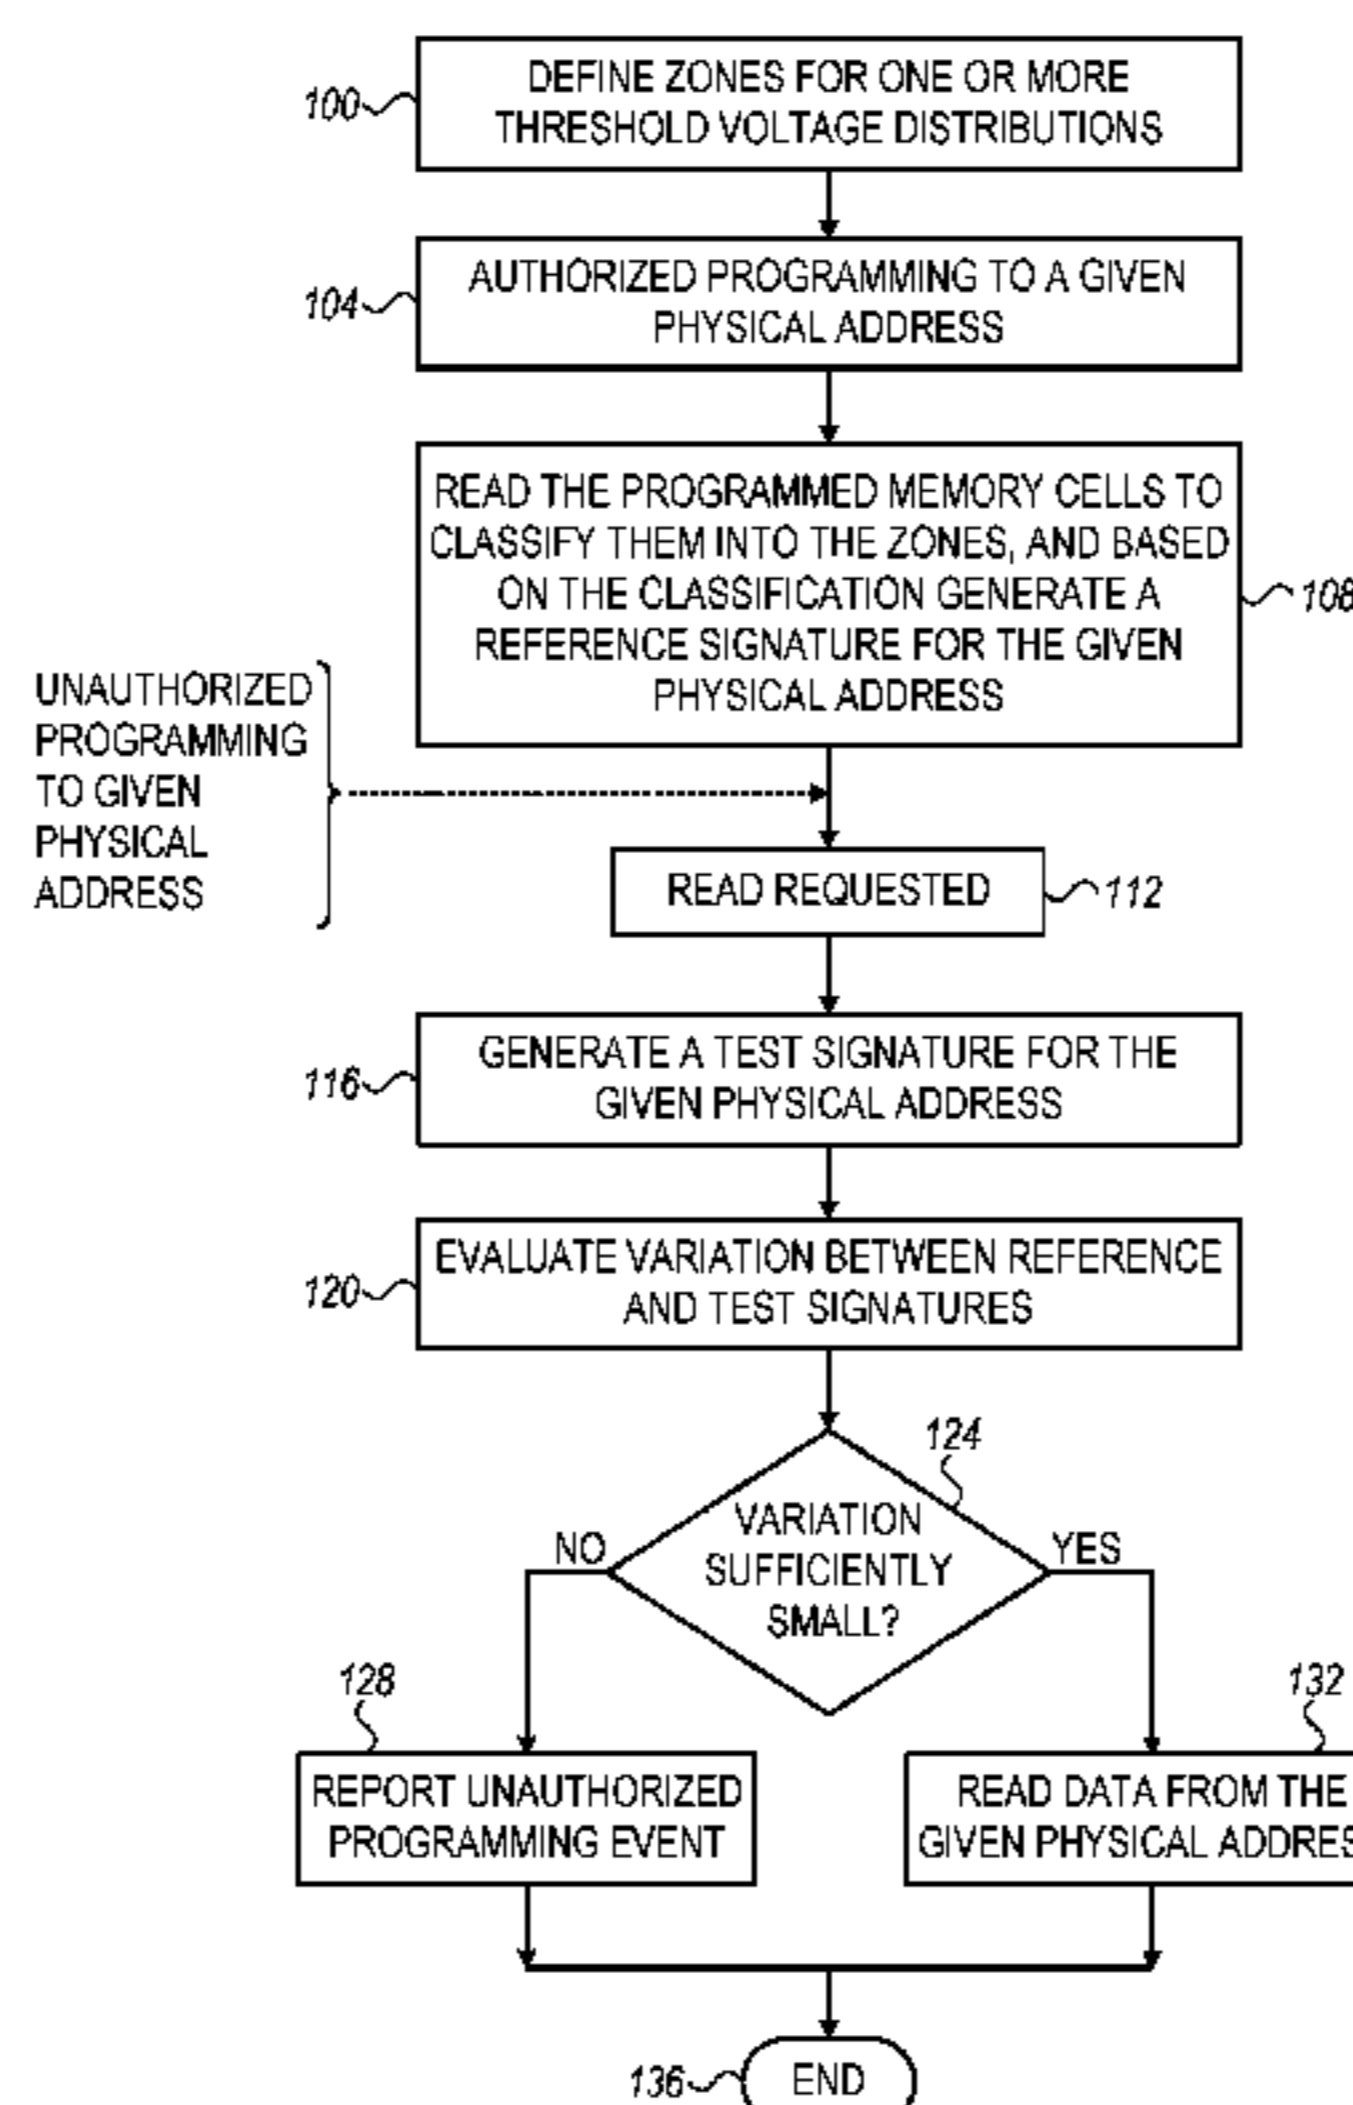 100
DEFINE ZONES FOR ONE OR MORE
THRESHOLD VOLTAGE DISTRIBUTIONS
104
AUTHORIZED PROGRAMMING TO A GIVEN
PHYSICAL ADDRESS
READ THE PROGRAMMED MEMORY CELLS TO
CLASSIFY THEM INTO THE ZONES, AND BASED
ON THE CLASSIFICATION GENERATE A
REFERENCE SIGNATURE FOR THE GIVEN
PHYSICAL ADDRESS
108
UNAUTHORIZED
PROGRAMMING
TO GIVEN
PHYSICAL
ADDRESS
READ REQUESTED
112
116
GENERATE A TEST SIGNATURE FOR THE
GIVEN PHYSICAL ADDRESS
120
EVALUATE VARIATION BETWEEN REFERENCE
AND TEST SIGNATURES
124
VARIATION
SUFFICIENTLY
SMALL?
NO
YES
128
REPORT UNAUTHORIZED
PROGRAMMING EVENT
132
READ DATA FROM THE
GIVEN PHYSICAL ADDRES
136
END